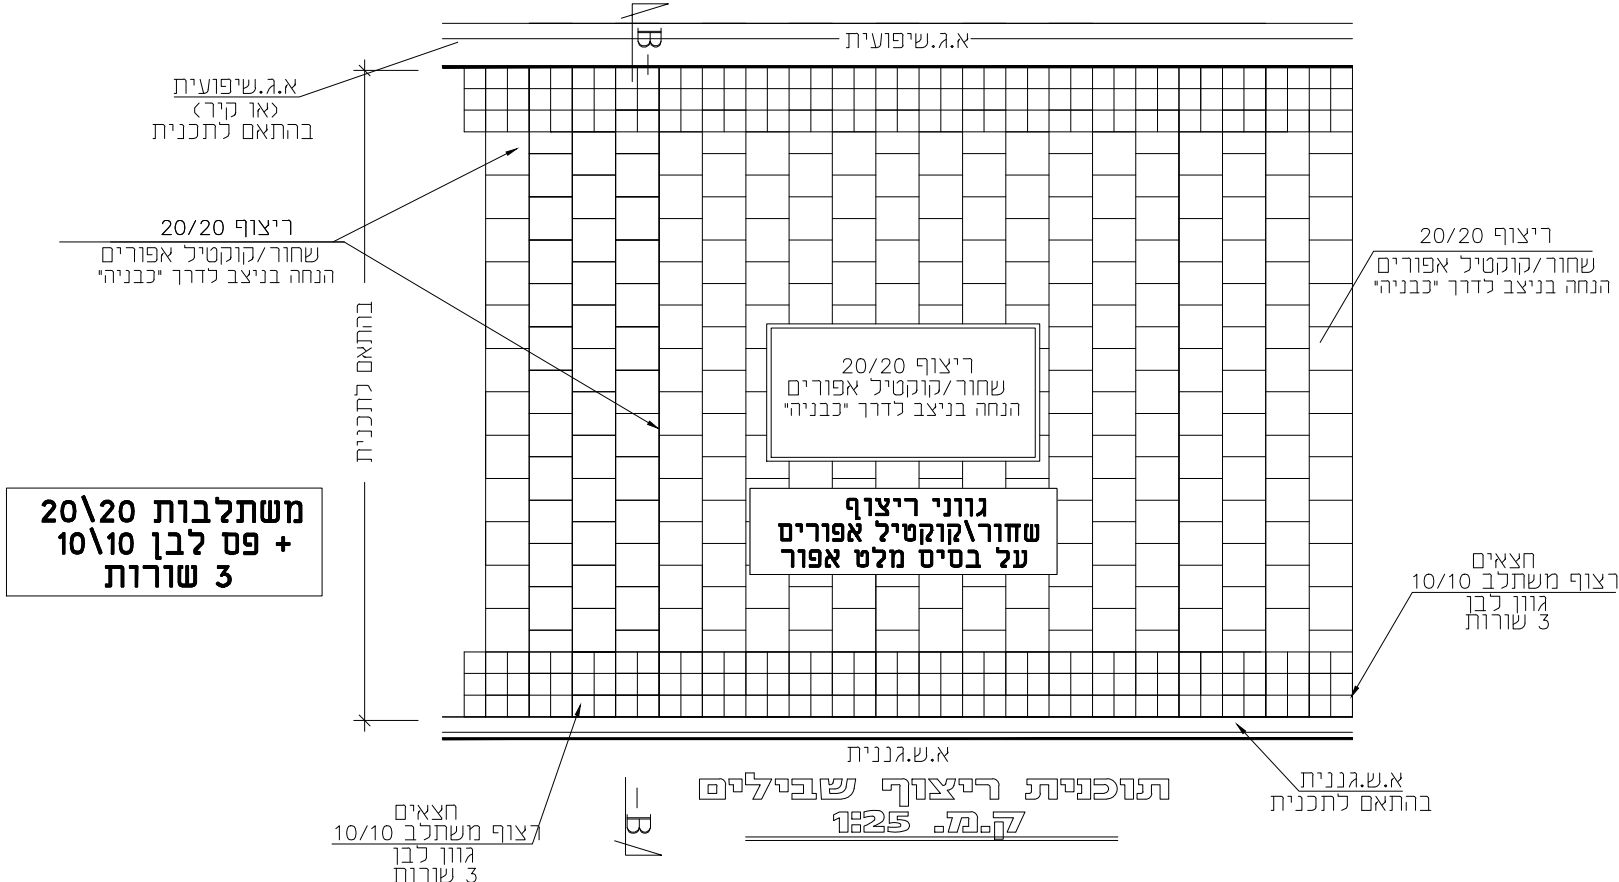 א.ג.שיפועית
B
א.ג.שיפועית
(או קיר)
בהתאם לתכנית
ריצוף 20/20
שחור/קוקטיל אפורים
הנחה בניצב לדרך "כבניה"
בהתאם לתכנית
ריצוף 20/20
שחור/קוקטיל אפורים
הנחה בניצב לדרך "כבניה"
ריצוף 20/20
שחור/קוקטיל אפורים
הנחה בניצב לדרך "כבניה"
משתלבות 20\20
+ פס לבן 10\10
3 שורות
גווני ריצוף
שחור\קוקטיל אפורים
על בסיס מלט אפור
חצאים
רצוף משתלב 10/10
גוון לבן
3 שורות
א.ש.גננית
תוכנית ריצוף שבילים
ק.מ. 1:25
א.ש.גננית
בהתאם לתכנית
חצאים
רצוף משתלב 10/10
גוון לבן
3 שורות
B